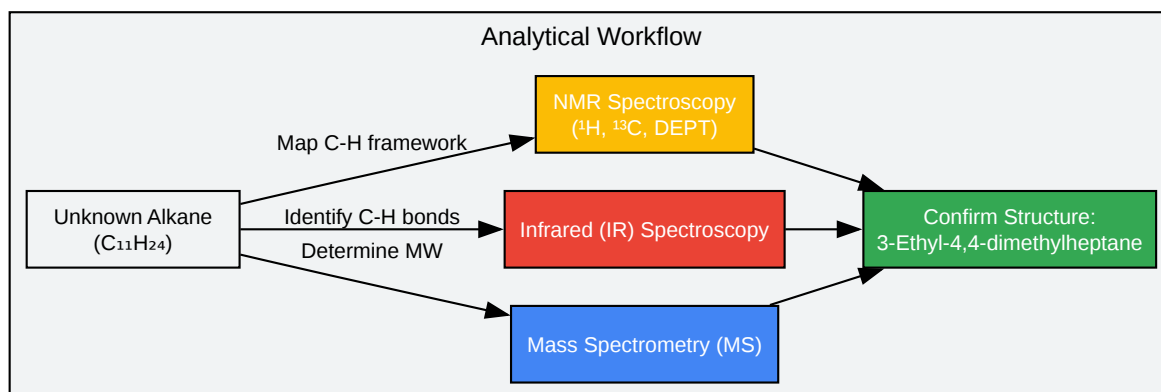 Analytical Workflow
NMR Spectroscopy
(¹H, ¹³C, DEPT)
Map C-H framework
Unknown Alkane
(C₁₁H₂₄)
Identify C-H bonds
Determine MW
Infrared (IR) Spectroscopy
Confirm Structure:
3-Ethyl-4,4-dimethylheptane
Mass Spectrometry (MS)